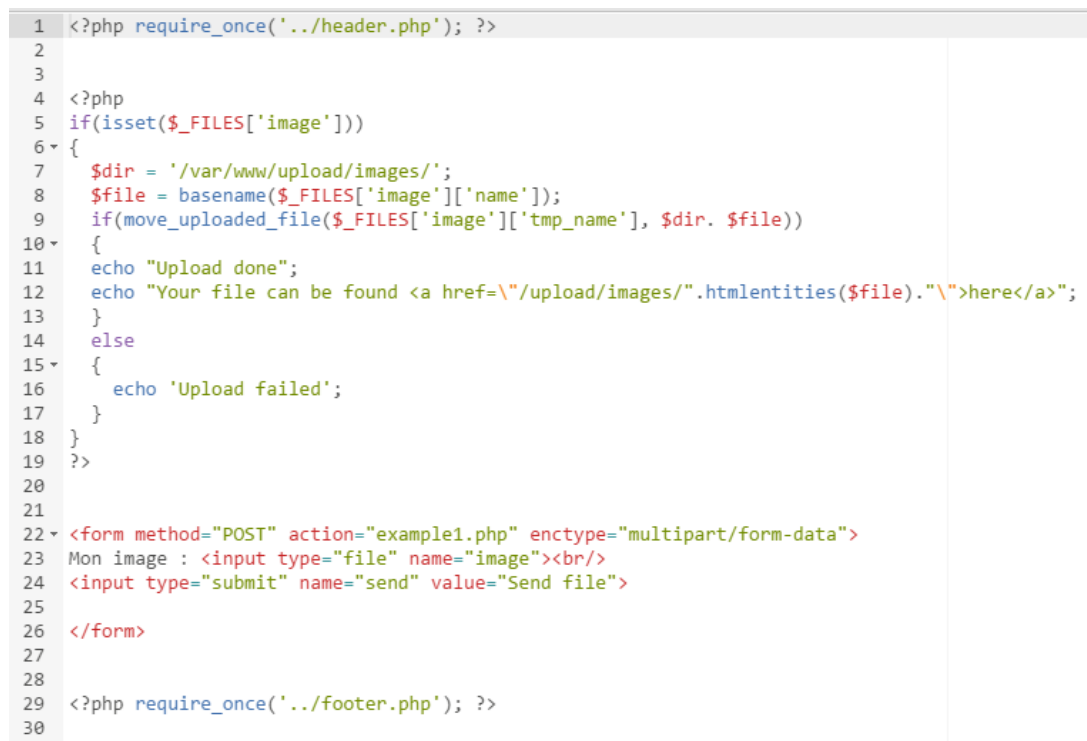 1 <?php require_once('../header.php'); ?>
2
3
4 <?php
5 if(isset($_FILES['image']))
6 {
7   $dir = '/var/www/upload/images/';
8   $file = basename($_FILES['image']['name']);
9   if(move_uploaded_file($_FILES['image']['tmp_name'], $dir. $file))
10   {
11   echo "Upload done";
12   echo "Your file can be found <a href=\"/upload/images/".htmlentities($file)."\">here</a>";
13   }
14   else
15   {
16     echo 'Upload failed';
17   }
18 }
19 ?>
20
21
22 <form method="POST" action="example1.php" enctype="multipart/form-data">
23 Mon image : <input type="file" name="image"><br/>
24 <input type="submit" name="send" value="Send file">
25
26 </form>
27
28
29 <?php require_once('../footer.php'); ?>
30